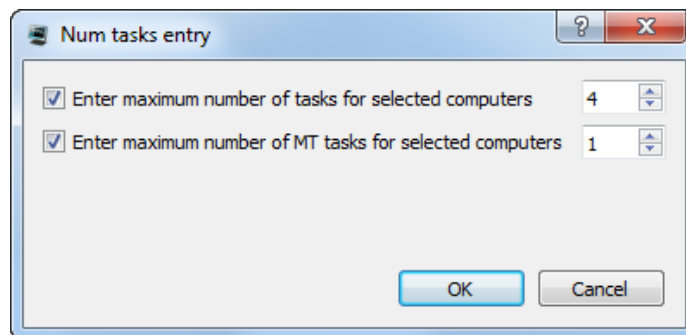 Num tasks entry
Enter maximum number of tasks for selected computers 4
Enter maximum number of MT tasks for selected computers 1
OK Cancel